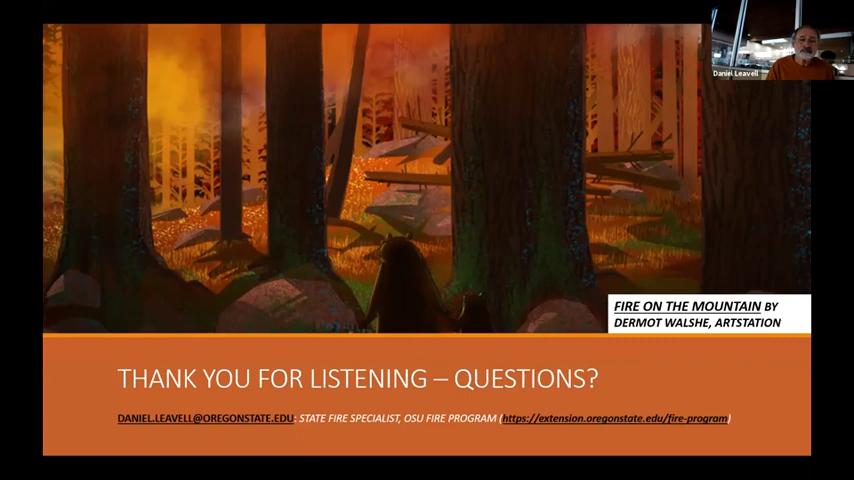 Daniel Leavell
FIRE ON THE MOUNTAIN BY
DERMOT WALSHE, ARTSTATION
THANK YOU FOR LISTENING – QUESTIONS?
DANIEL.LEAVELL@OREGONSTATE.EDU: STATE FIRE SPECIALIST, OSU FIRE PROGRAM (https://extension.oregonstate.edu/fire-program)